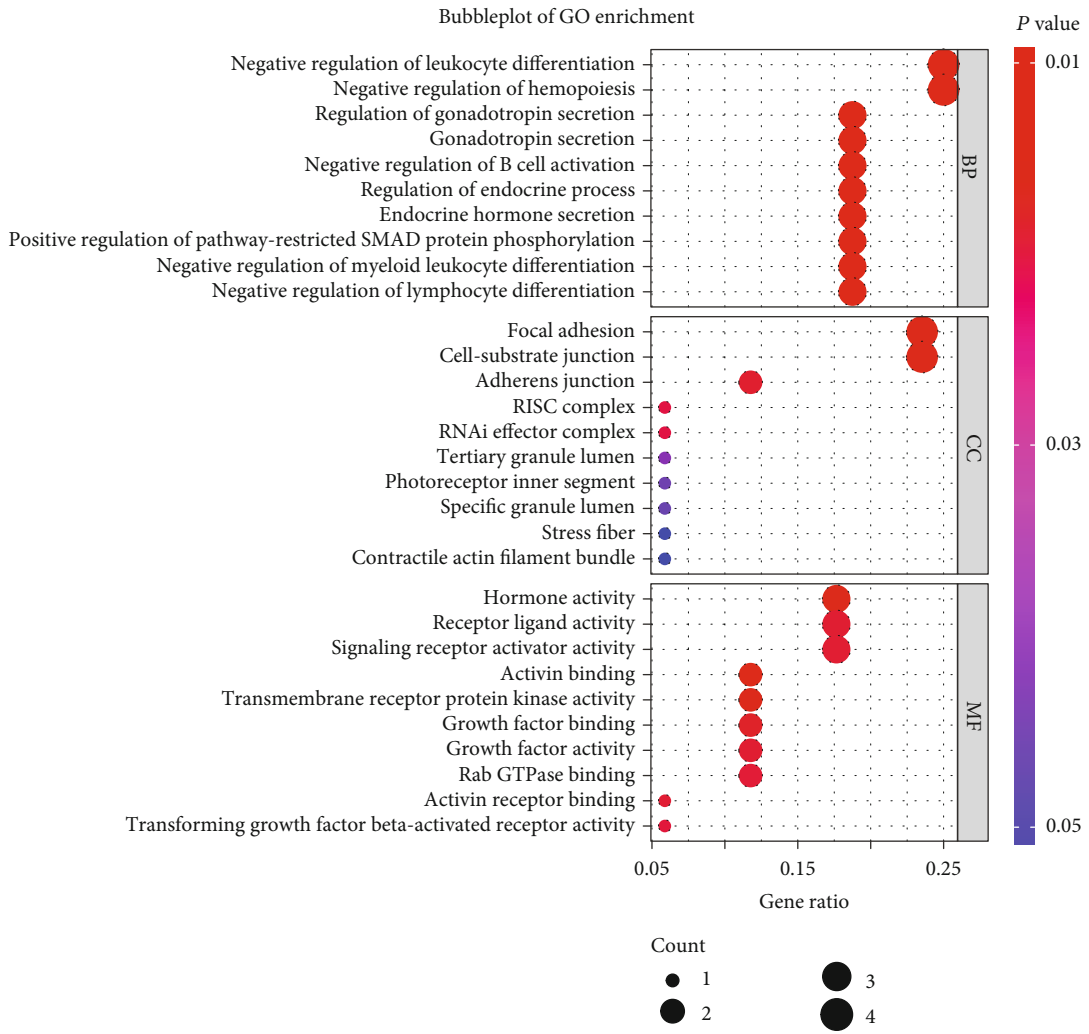 Bubbleplot of GO enrichment
P value
Negative regulation of leukocyte differentiation
Negative regulation of hemopoiesis
Regulation of gonadotropin secretion
Gonadotropin secretion
Negative regulation of B cell activation
Regulation of endocrine process
Endocrine hormone secretion
Positive regulation of pathway-restricted SMAD protein phosphorylation
Negative regulation of myeloid leukocyte differentiation
Negative regulation of lymphocyte differentiation
BP
Focal adhesion
Cell-substrate junction
Adherens junction
RISC complex
RNAi effector complex
Tertiary granule lumen
Photoreceptor inner segment
Specific granule lumen
Stress fiber
Contractile actin filament bundle
CC
Hormone activity
Receptor ligand activity
Signaling receptor activator activity
Activin binding
Transmembrane receptor protein kinase activity
Growth factor binding
Growth factor activity
Rab GTPase binding
Activin receptor binding
Transforming growth factor beta-activated receptor activity
MF
0.01
0.03
0.05
0.05 0.15 0.25
Gene ratio
Count
1 3
2 4